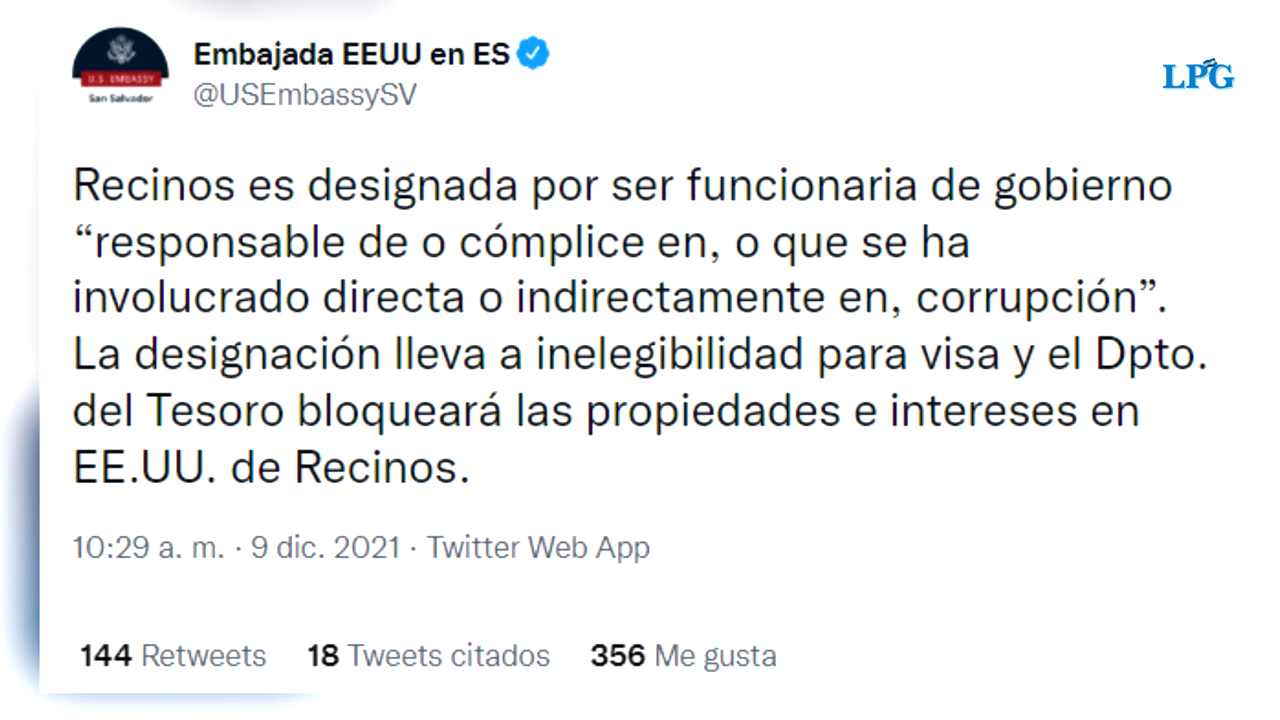 Embajada EEUU en ES
@USEmbassySV
U.S. EMBASSY
San Salvador
LPG
Recinos es designada por ser funcionaria de gobierno
“responsable de o cómplice en, o que se ha
involucrado directa o indirectamente en, corrupción”.
La designación lleva a inelegibilidad para visa y el Dpto.
del Tesoro bloqueará las propiedades e intereses en
EE.UU. de Recinos.
10:29 a. m. · 9 dic. 2021 · Twitter Web App
144 Retweets 18 Tweets citados 356 Me gusta